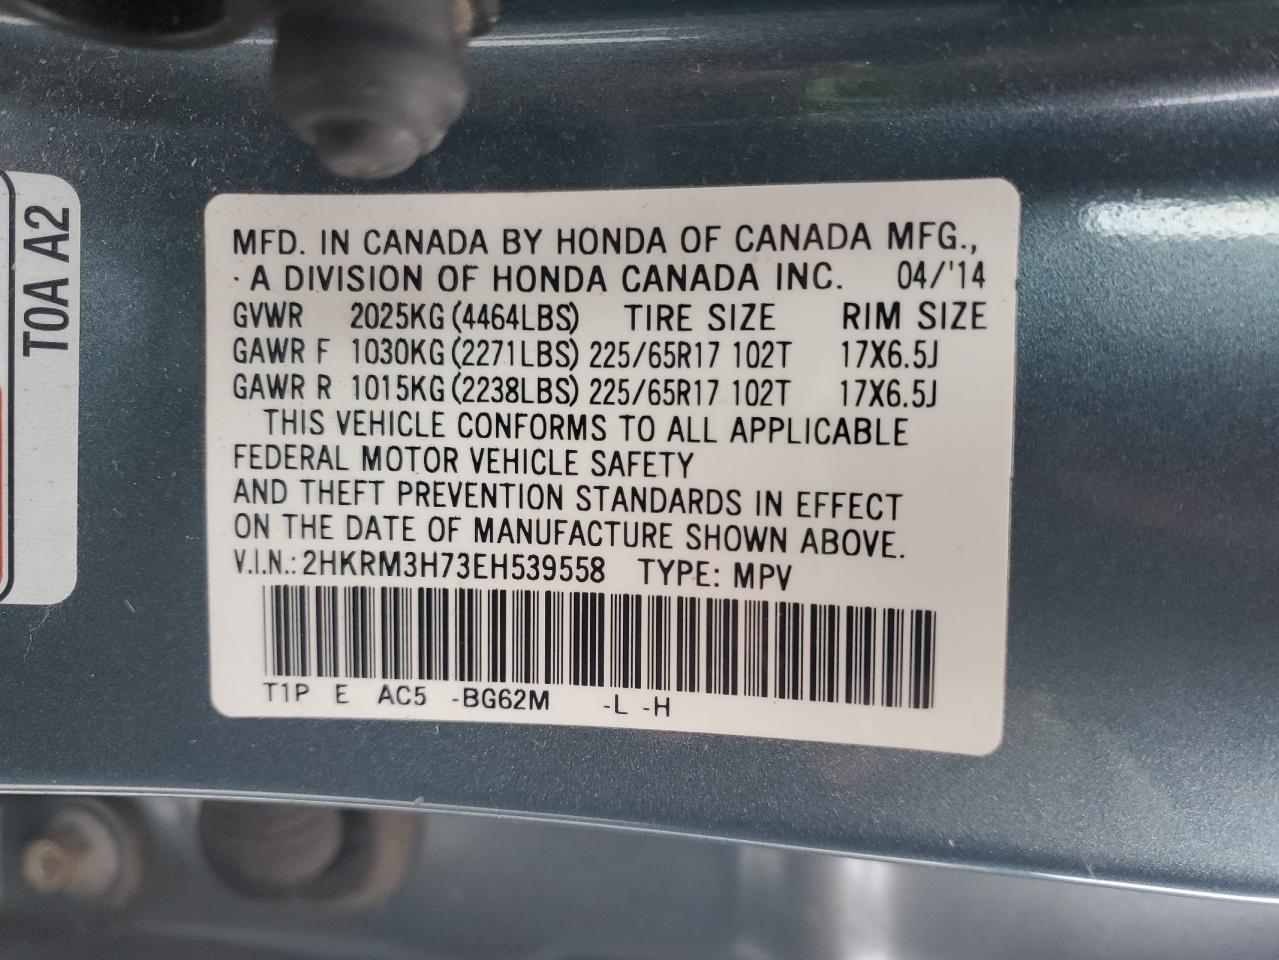 T0A A2
MFD. IN CANADA BY HONDA OF CANADA MFG.,
A DIVISION OF HONDA CANADA INC. 04/'14
GVWR 2025KG (4464LBS) TIRE SIZE RIM SIZE
GAWR F 1030KG (2271LBS) 225/65R17 102T 17X6.5J
GAWR R 1015KG (2238LBS) 225/65R17 102T 17X6.5J
THIS VEHICLE CONFORMS TO ALL APPLICABLE
FEDERAL MOTOR VEHICLE SAFETY
AND THEFT PREVENTION STANDARDS IN EFFECT
ON THE DATE OF MANUFACTURE SHOWN ABOVE.
V.I.N.: 2HKRM3H73EH539558 TYPE: MPV
T1P E AC5 -BG62M -L -H